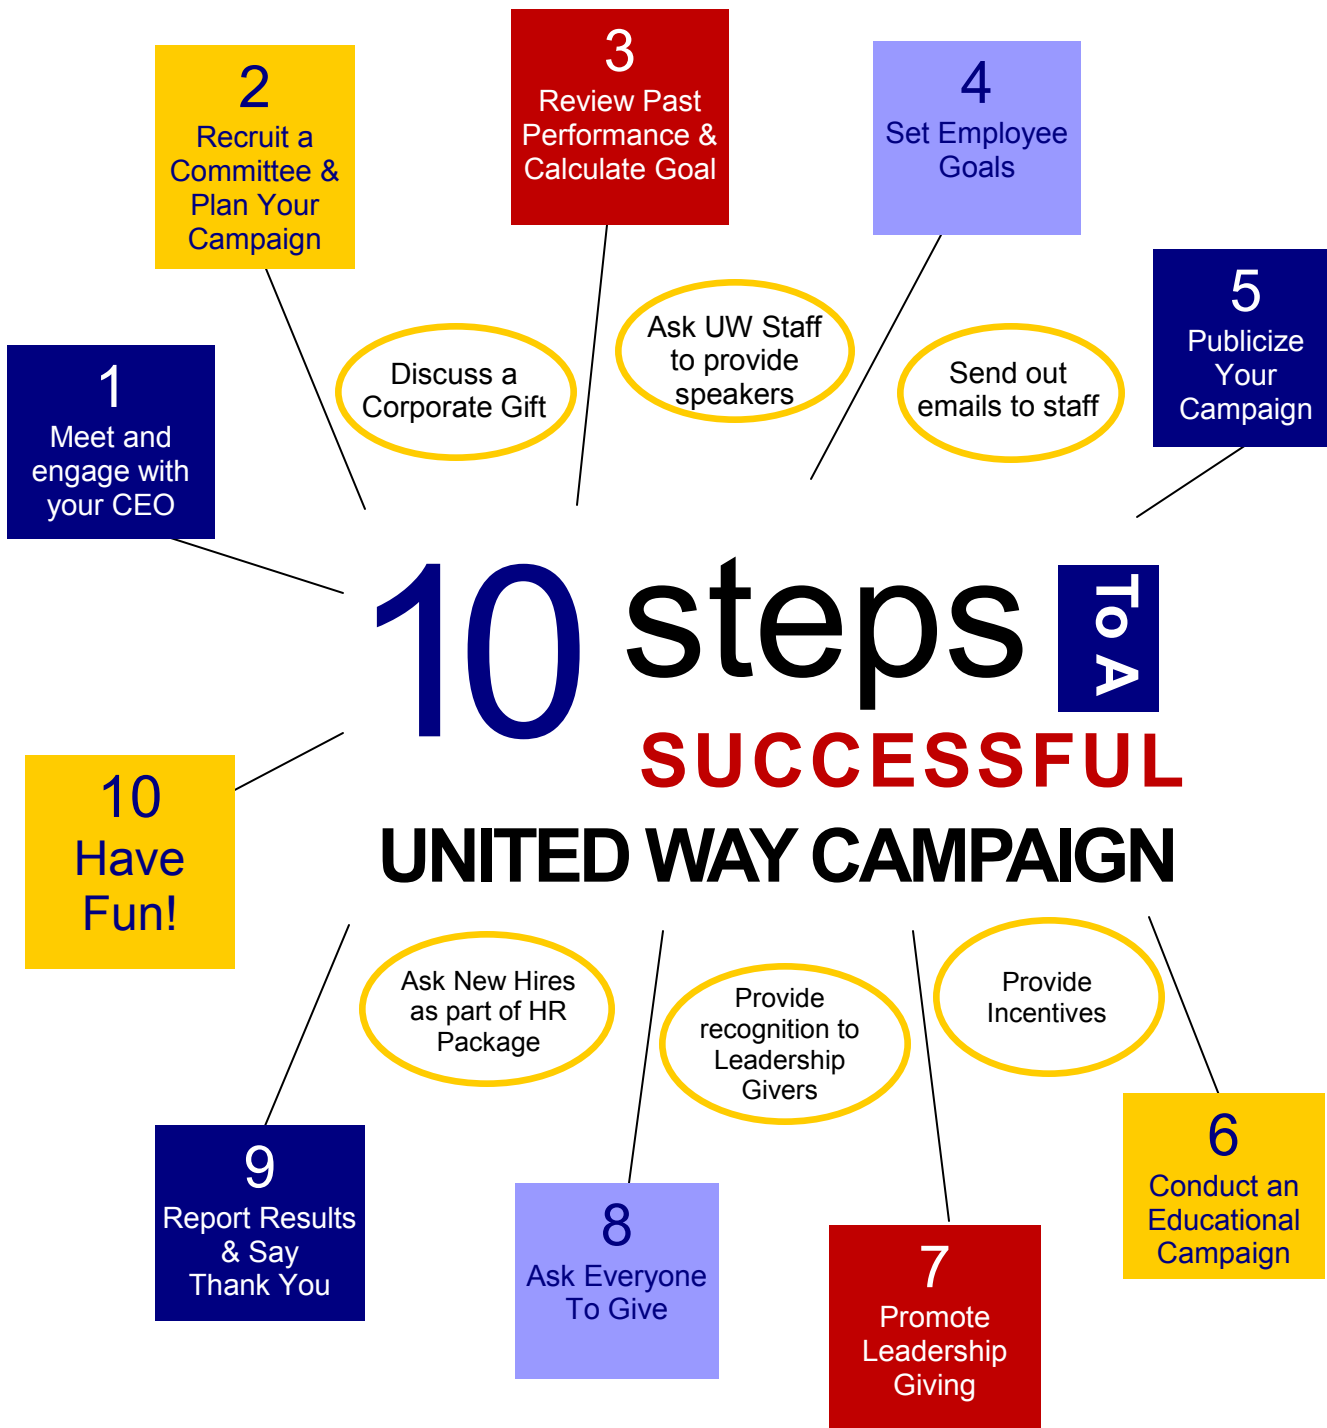 2
Recruit a
Committee &
Plan Your
Campaign
3
Review Past
Performance &
Calculate Goal
4
Set Employee
Goals
5
Publicize
Your
Campaign
1
Meet and
engage with
your CEO
Discuss a
Corporate Gift
Ask UW Staff
to provide
speakers
Send out
emails to staff
10 steps To A
SUCCESSFUL
UNITED WAY CAMPAIGN
10
Have
Fun!
Ask New Hires
as part of HR
Package
Provide
recognition to
Leadership
Givers
Provide
Incentives
9
Report Results
& Say
Thank You
8
Ask Everyone
To Give
7
Promote
Leadership
Giving
6
Conduct an
Educational
Campaign